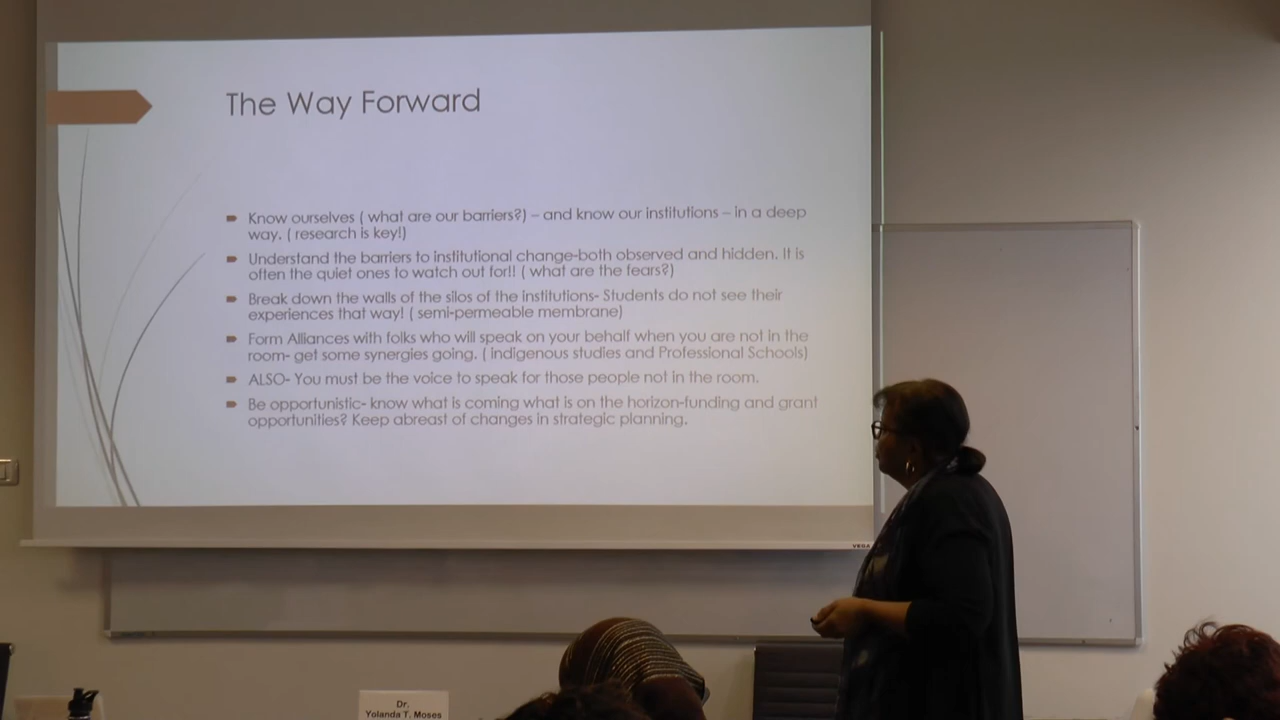 The Way Forward
Know ourselves ( what are our barriers?) – and know our institutions – in a deep
way. ( research is key!)
Understand the barriers to institutional change-both observed and hidden. It is
often the quiet ones to watch out for!! ( what are the fears?)
Break down the walls of the silos of the institutions- Students do not see their
experiences that way! ( semi-permeable membrane)
Form Alliances with folks who will speak on your behalf when you are not in the
room- get some synergies going. ( indigenous studies and Professional Schools)
ALSO- You must be the voice to speak for those people not in the room.
Be opportunistic- know what is coming what is on the horizon-funding and grant
opportunities? Keep abreast of changes in strategic planning.
VEGA
Dr.
Yolanda T. Moses